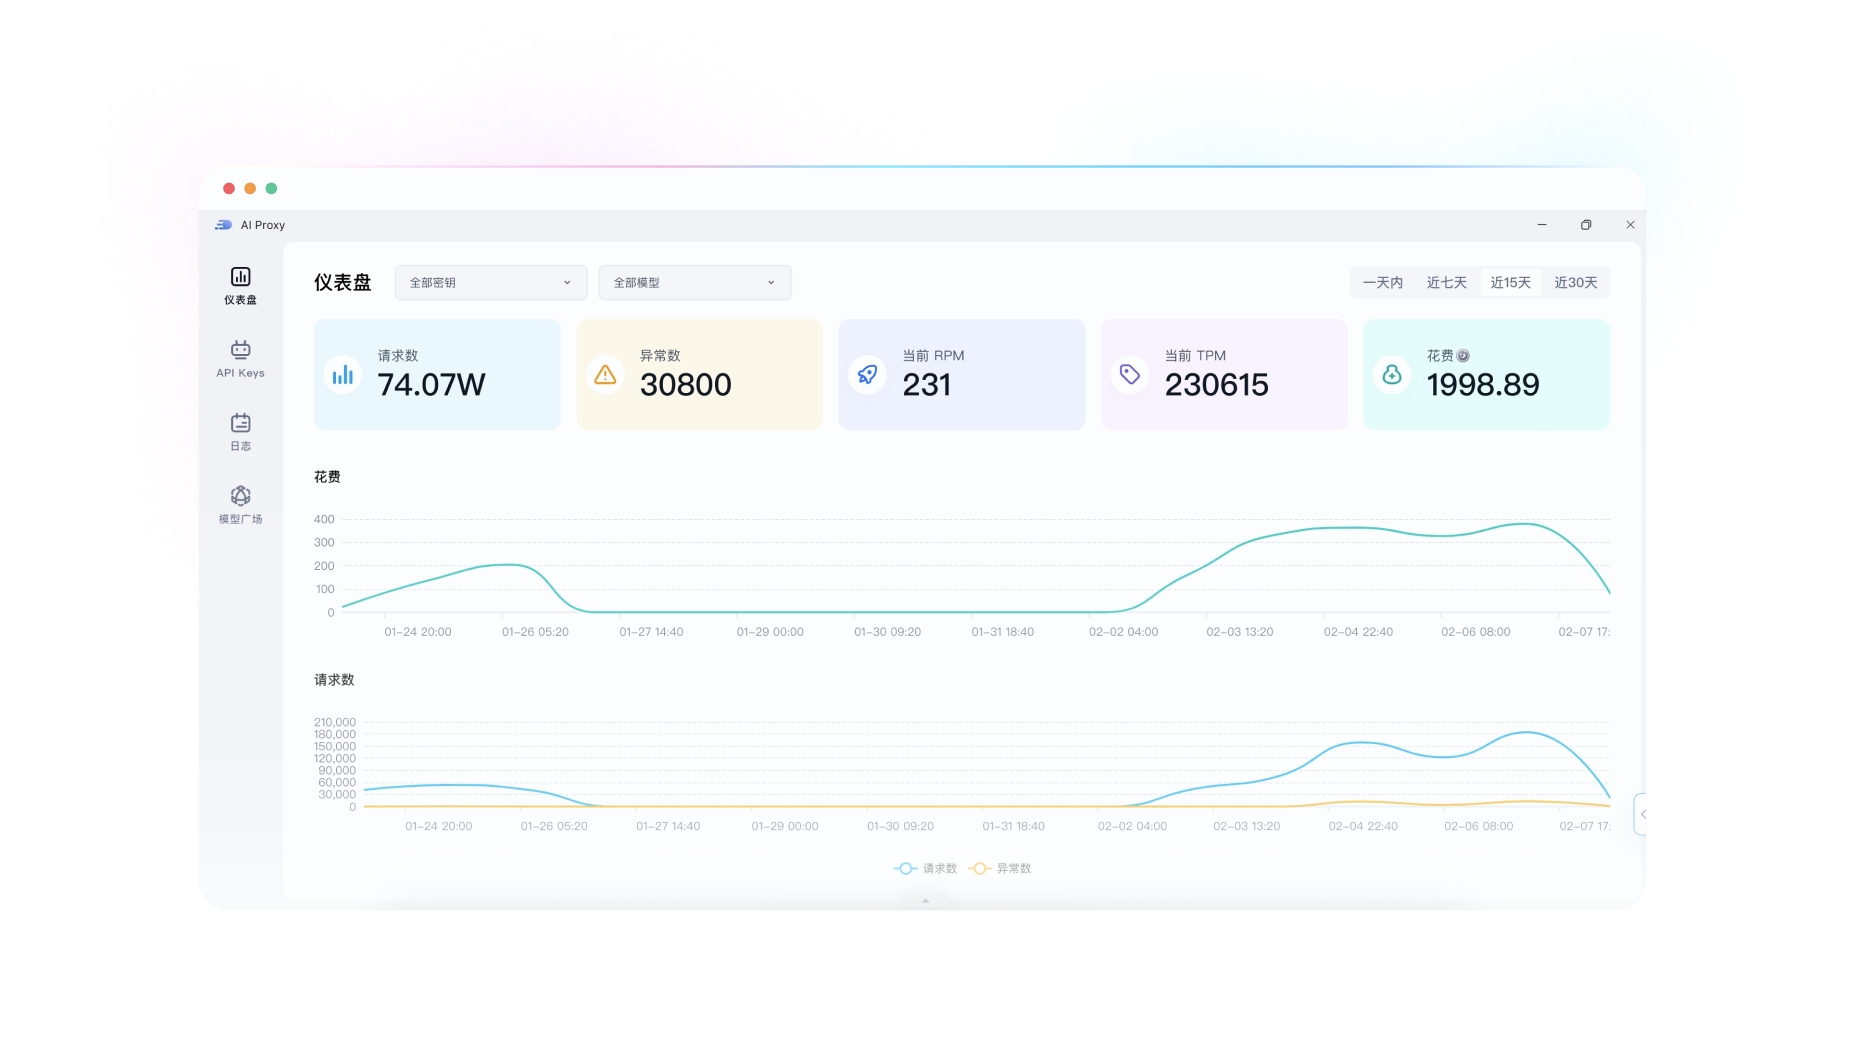 AI Proxy
仪表盘
API Keys
日志
模型广场
仪表盘
全部密钥
全部模型
一天内
近七天
近15天
近30天
请求数
74.07W
异常数
30800
当前 RPM
231
当前 TPM
230615
花费
1998.89
花费
400
300
200
100
0
01-24 20:00
01-26 05:20
01-27 14:40
01-29 00:00
01-30 09:20
01-31 18:40
02-02 04:00
02-03 13:20
02-04 22:40
02-06 08:00
02-07 17:
请求数
210,000
180,000
150,000
120,000
90,000
60,000
30,000
0
01-24 20:00
01-26 05:20
01-27 14:40
01-29 00:00
01-30 09:20
01-31 18:40
02-02 04:00
02-03 13:20
02-04 22:40
02-06 08:00
02-07 17:
请求数
异常数